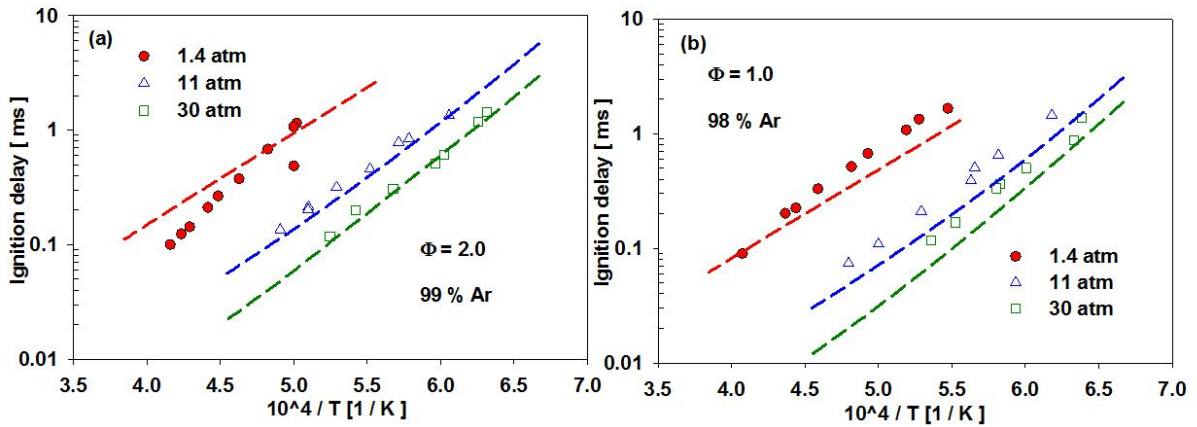 (a)
1.4 atm
11 atm
30 atm
Φ = 2.0
99 % Ar
Ignition delay [ ms ]
10
1
0.1
0.01
3.5 4.0 4.5 5.0 5.5 6.0 6.5 7.0
10^4 / T [1 / K ]
(b)
Φ = 1.0
98 % Ar
1.4 atm
11 atm
30 atm
Ignition delay [ ms ]
10
1
0.1
0.01
3.5 4.0 4.5 5.0 5.5 6.0 6.5 7.0
10^4 / T [1 / K ]